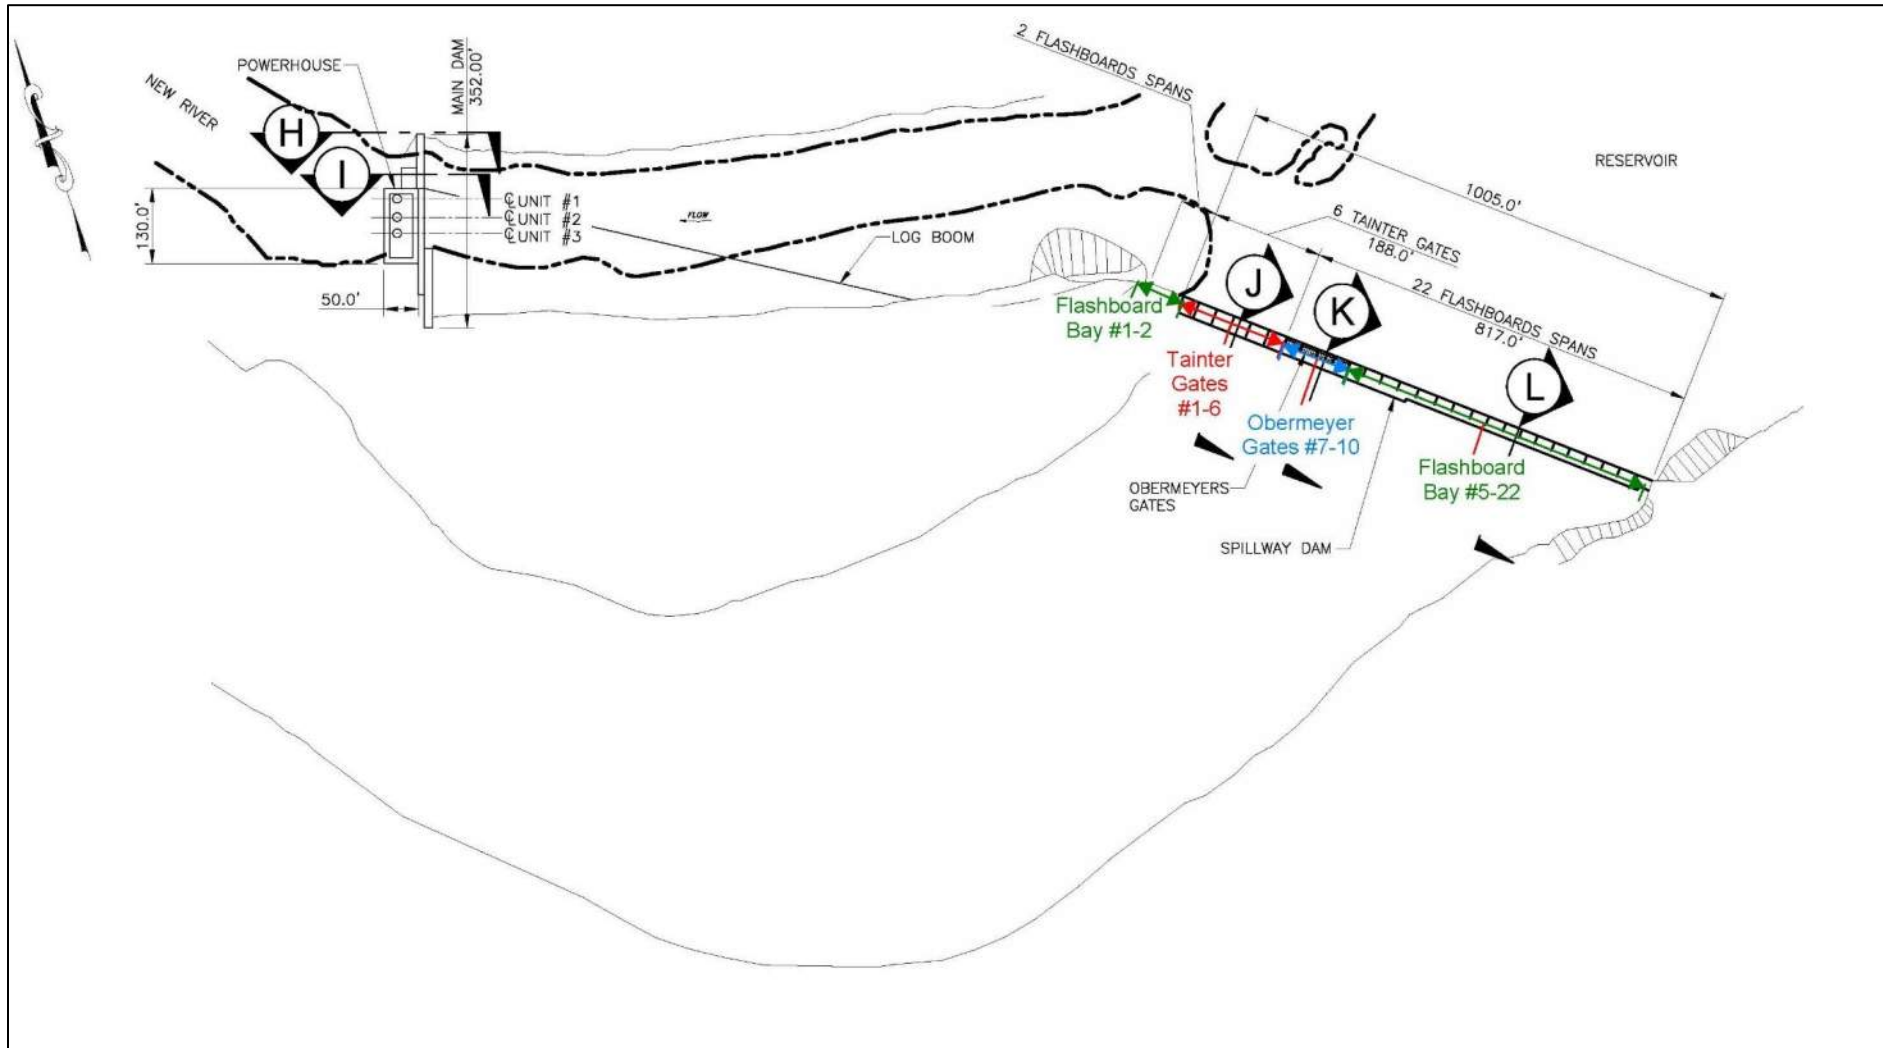 2 FLASHBOARDS SPANS
POWERHOUSE
MAIN DAM
352.00'
NEW RIVER
H
I
RESERVOIR
1005.0'
℄ UNIT #1
℄ UNIT #2
℄ UNIT #3
130.0'
FLOW
LOG BOOM
6 TAINTER GATES
188.0'
50.0'
J
K
22 FLASHBOARDS SPANS
817.0'
Flashboard
Bay #1-2
Tainter
Gates
#1-6
L
Obermeyer
Gates #7-10
Flashboard
Bay #5-22
OBERMEYERS
GATES
SPILLWAY DAM